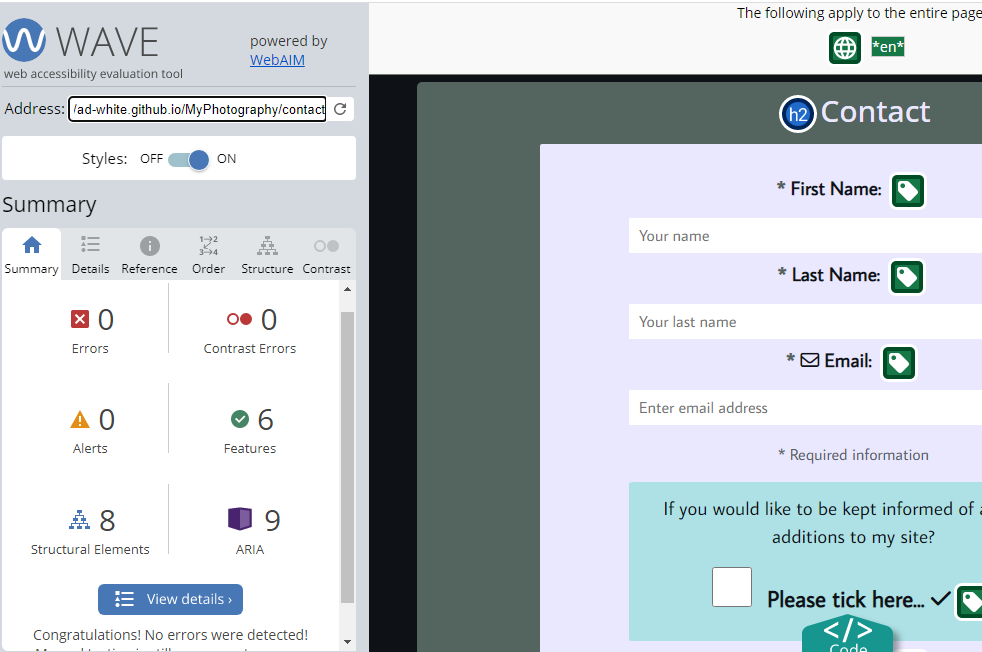 WAVE
powered by
WebAIM
web accessibility evaluation tool
Address: /ad-white.github.io/MyPhotography/contact
Styles: OFF ON
Summary
Summary Details Reference Order Structure Contrast
0
Errors
0
Contrast Errors
0
Alerts
6
Features
8
Structural Elements
9
ARIA
View details ›
Congratulations! No errors were detected!
The following apply to the entire page
*en*
h2 Contact
* First Name:
Your name
* Last Name:
Your last name
* Email:
Enter email address
* Required information
If you would like to be kept informed of a
additions to my site?
Please tick here...
</>
Code